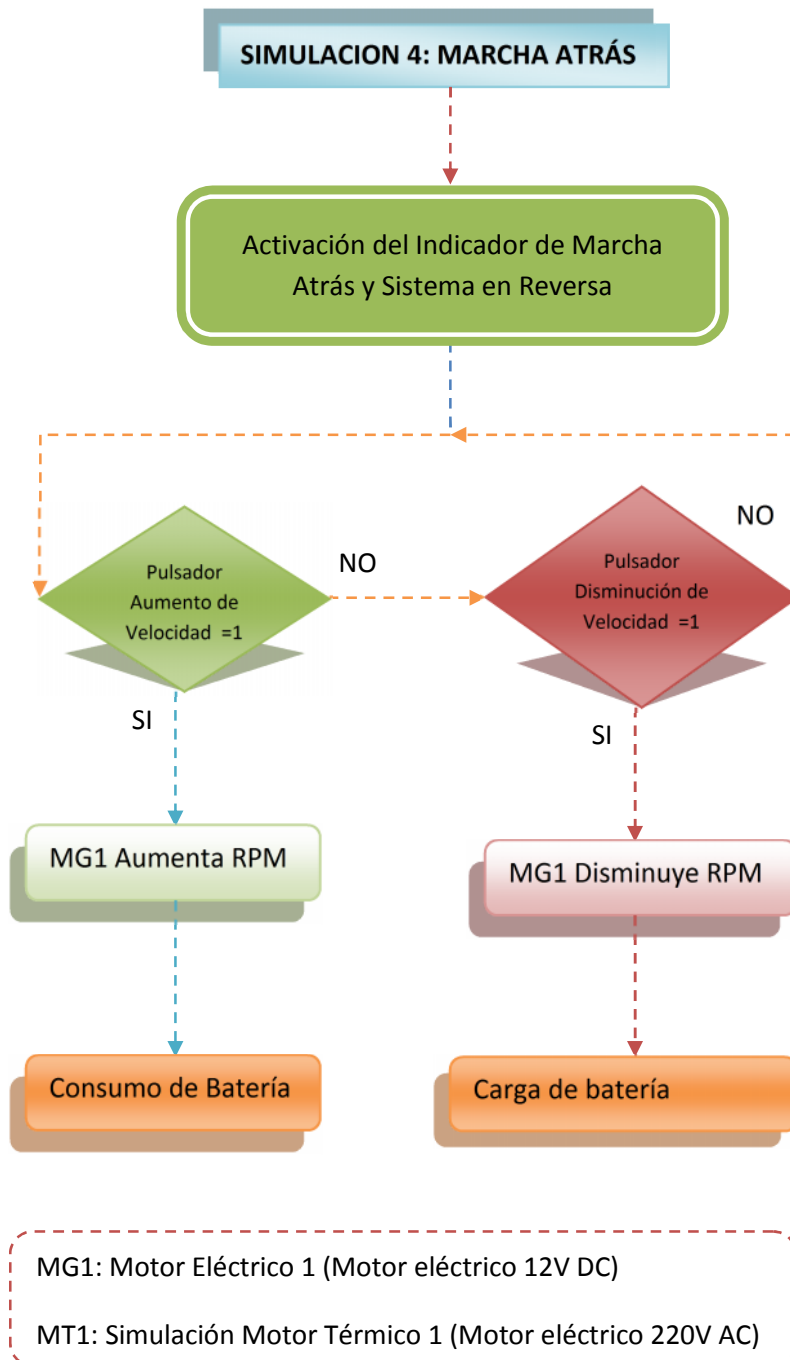 SIMULACION 4: MARCHA ATRÁS
Activación del Indicador de Marcha
Atrás y Sistema en Reversa
Pulsador
Aumento de
Velocidad =1
NO
Pulsador
Disminución de
Velocidad =1
NO
SI
SI
MG1 Aumenta RPM
MG1 Disminuye RPM
Consumo de Batería
Carga de batería
MG1: Motor Eléctrico 1 (Motor eléctrico 12V DC)
MT1: Simulación Motor Térmico 1 (Motor eléctrico 220V AC)